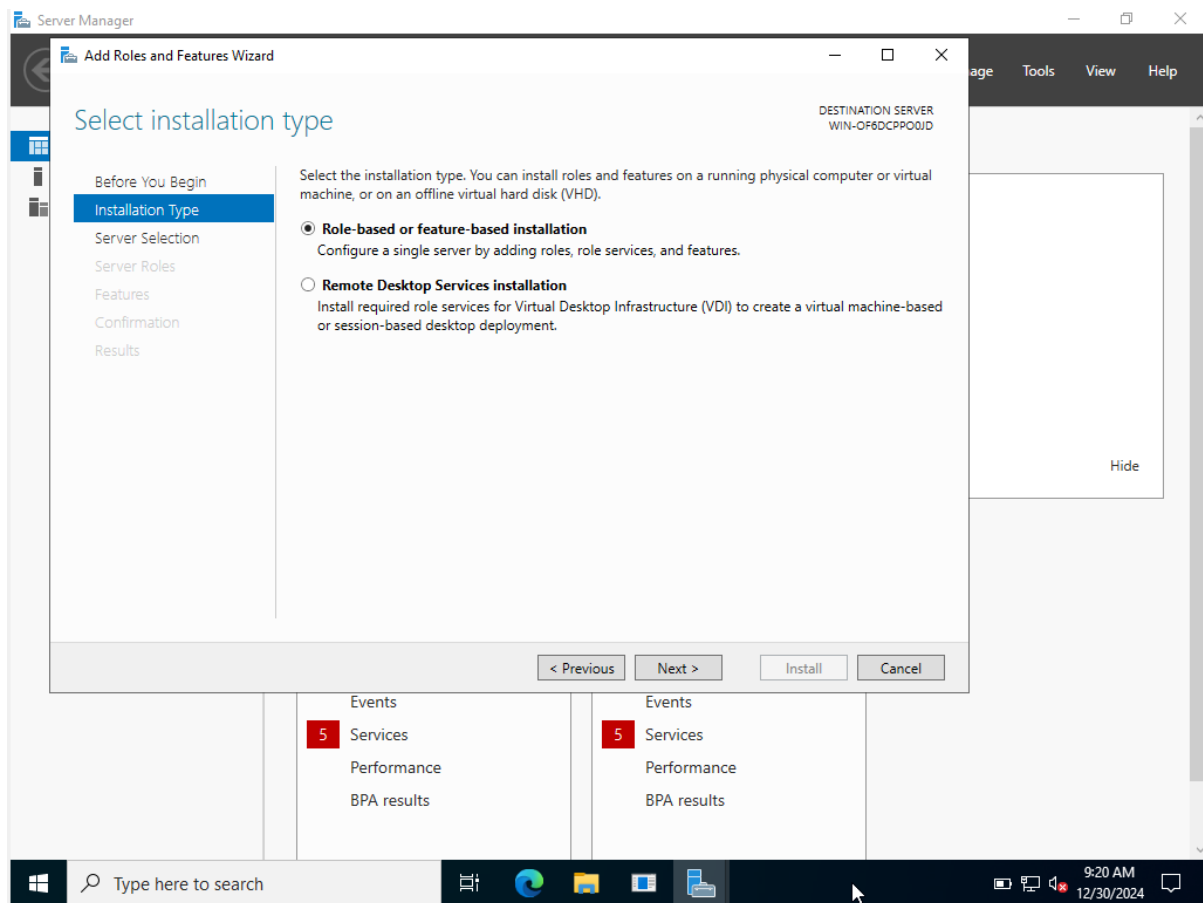 Server Manager
Add Roles and Features Wizard
age Tools View Help
Select installation type
DESTINATION SERVER
WIN-OF6DCPPO0JD
Before You Begin
Installation Type
Server Selection
Server Roles
Features
Confirmation
Results
Select the installation type. You can install roles and features on a running physical computer or virtual
machine, or on an offline virtual hard disk (VHD).
Role-based or feature-based installation
Configure a single server by adding roles, role services, and features.
Remote Desktop Services installation
Install required role services for Virtual Desktop Infrastructure (VDI) to create a virtual machine-based
or session-based desktop deployment.
Hide
< Previous Next > Install Cancel
Events Events
5 Services 5 Services
Performance Performance
BPA results BPA results
Type here to search
9:20 AM
12/30/2024